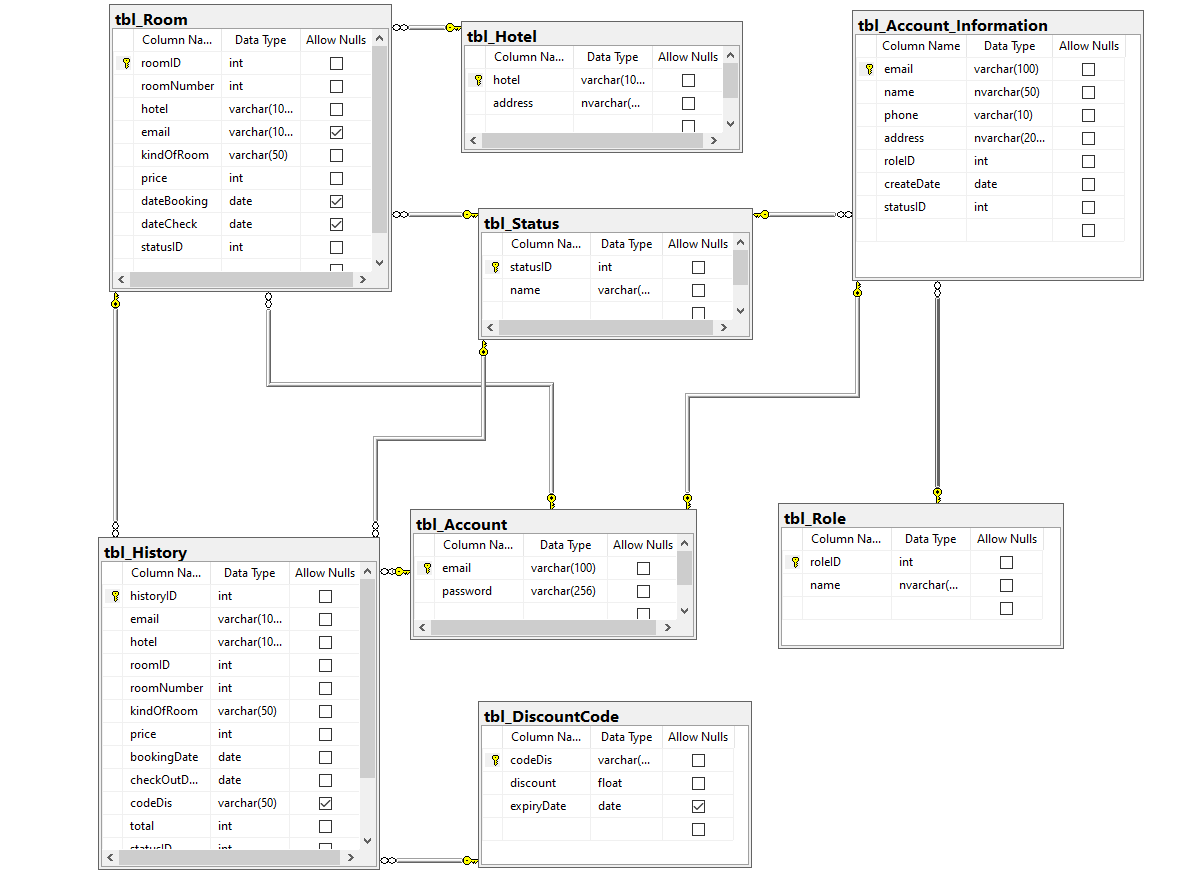 tbl_Room
Column Na... Data Type Allow Nulls
roomID int
roomNumber int
hotel varchar(10...
email varchar(10...
kindOfRoom varchar(50)
price int
dateBooking date
dateCheck date
statusID int
tbl_Hotel
Column Na... Data Type Allow Nulls
hotel varchar(10...
address nvarchar(...
tbl_Account_Information
Column Name Data Type Allow Nulls
email varchar(100)
name nvarchar(50)
phone varchar(10)
address nvarchar(20...
roleID int
createDate date
statusID int
tbl_Status
Column Na... Data Type Allow Nulls
statusID int
name varchar(...
tbl_Account
Column Na... Data Type Allow Nulls
email varchar(100)
password varchar(256)
tbl_Role
Column Na... Data Type Allow Nulls
roleID int
name nvarchar(...
tbl_History
Column Na... Data Type Allow Nulls
historyID int
email varchar(10...
hotel varchar(10...
roomID int
roomNumber int
kindOfRoom varchar(50)
price int
bookingDate date
checkOutD... date
codeDis varchar(50)
total int
statusID int
tbl_DiscountCode
Column Na... Data Type Allow Nulls
codeDis varchar(...
discount float
expiryDate date